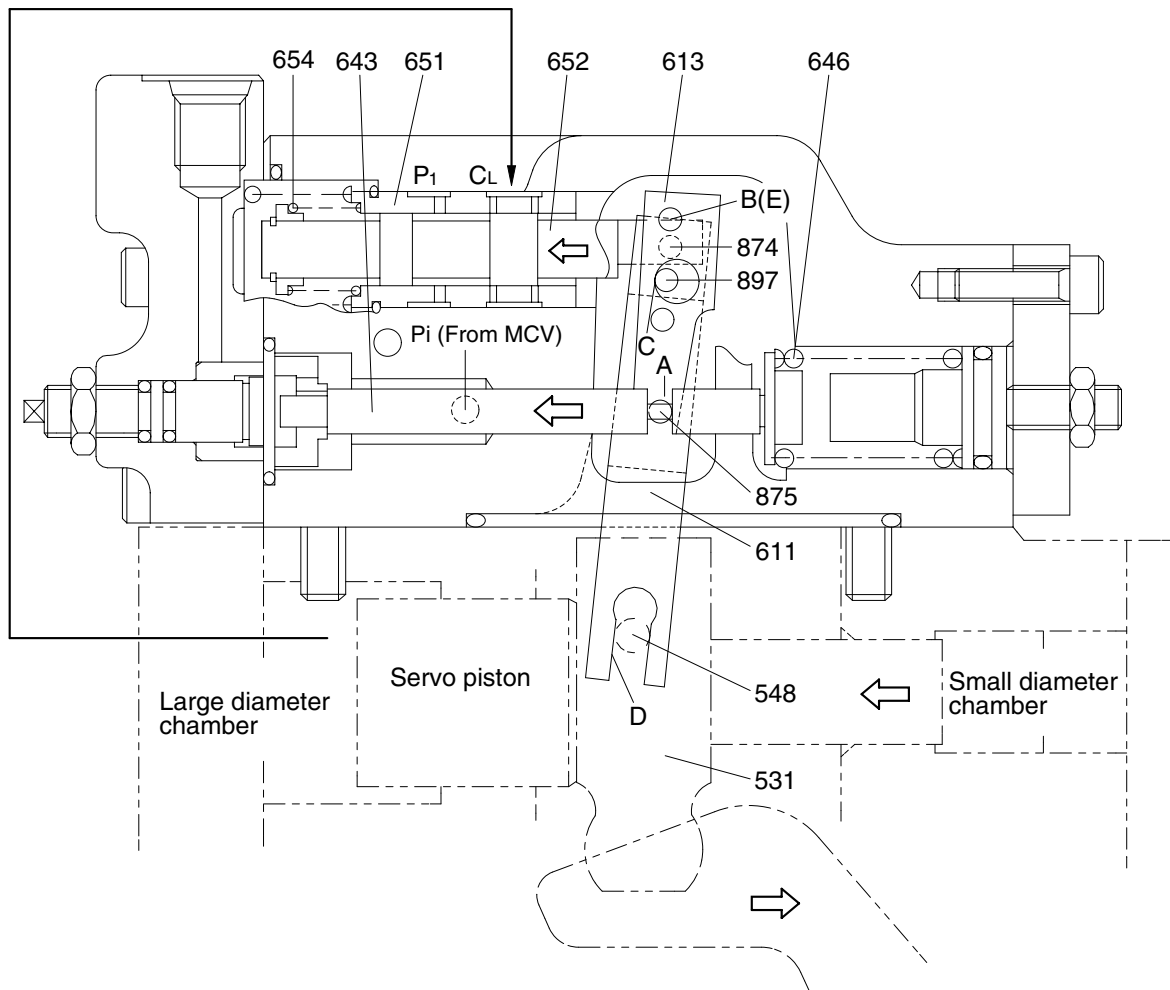 654
643
651
652
613
646
P1
CL
B(E)
874
897
Pi (From MCV)
C
A
875
611
Servo piston
Large diameter
chamber
548
Small diameter
chamber
D
531